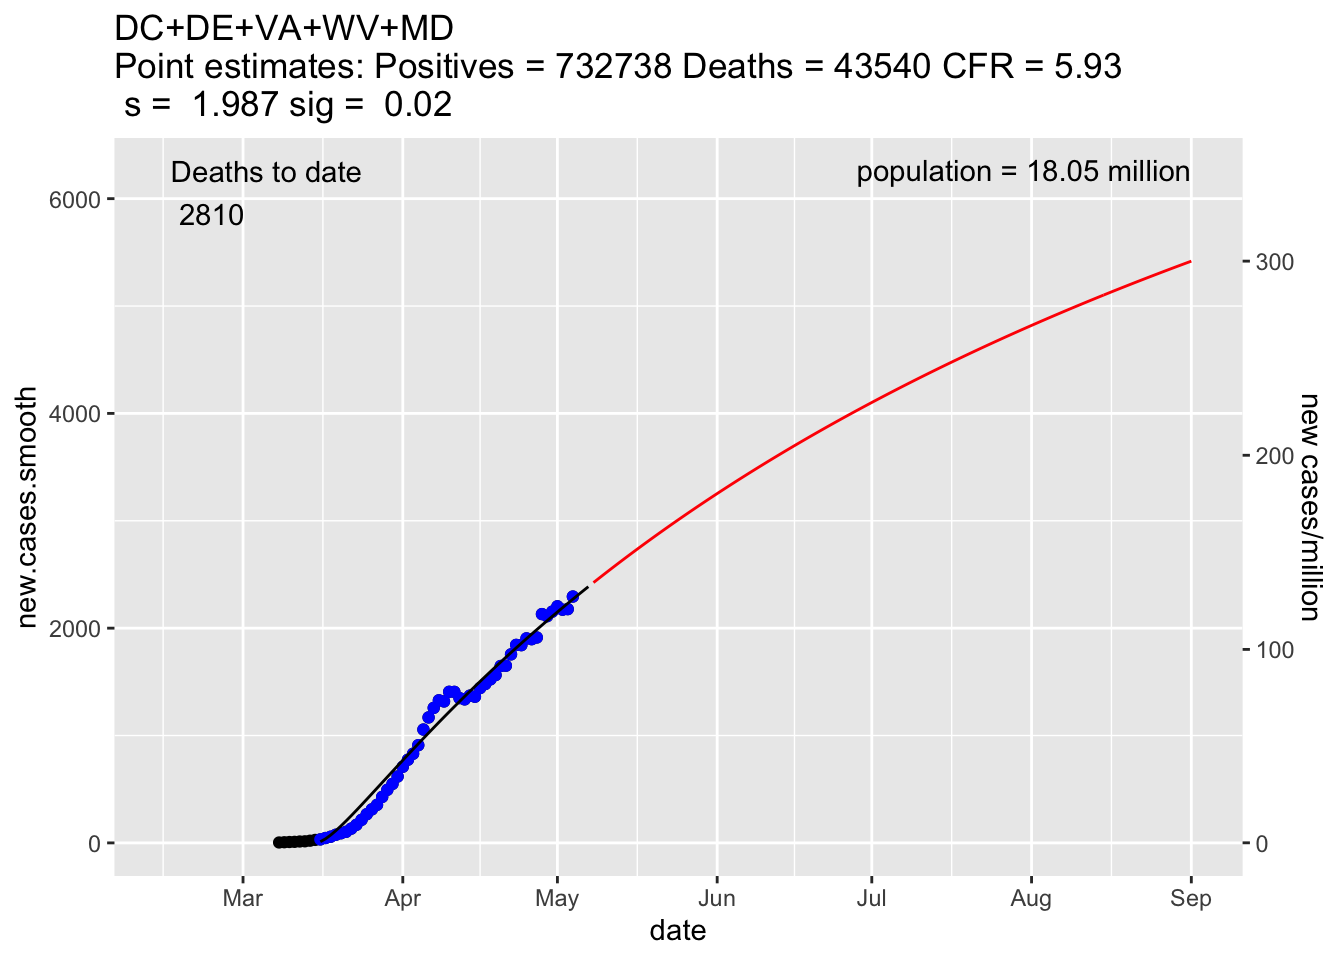 DC+DE+VA+WV+MD
Point estimates: Positives = 732738 Deaths = 43540 CFR = 5.93
s = 1.987 sig = 0.02
Deaths to date
2810
population = 18.05 million
6000
4000
2000
0
new.cases.smooth
300
200
100
0
new cases/million
Mar Apr May Jun Jul Aug Sep
date